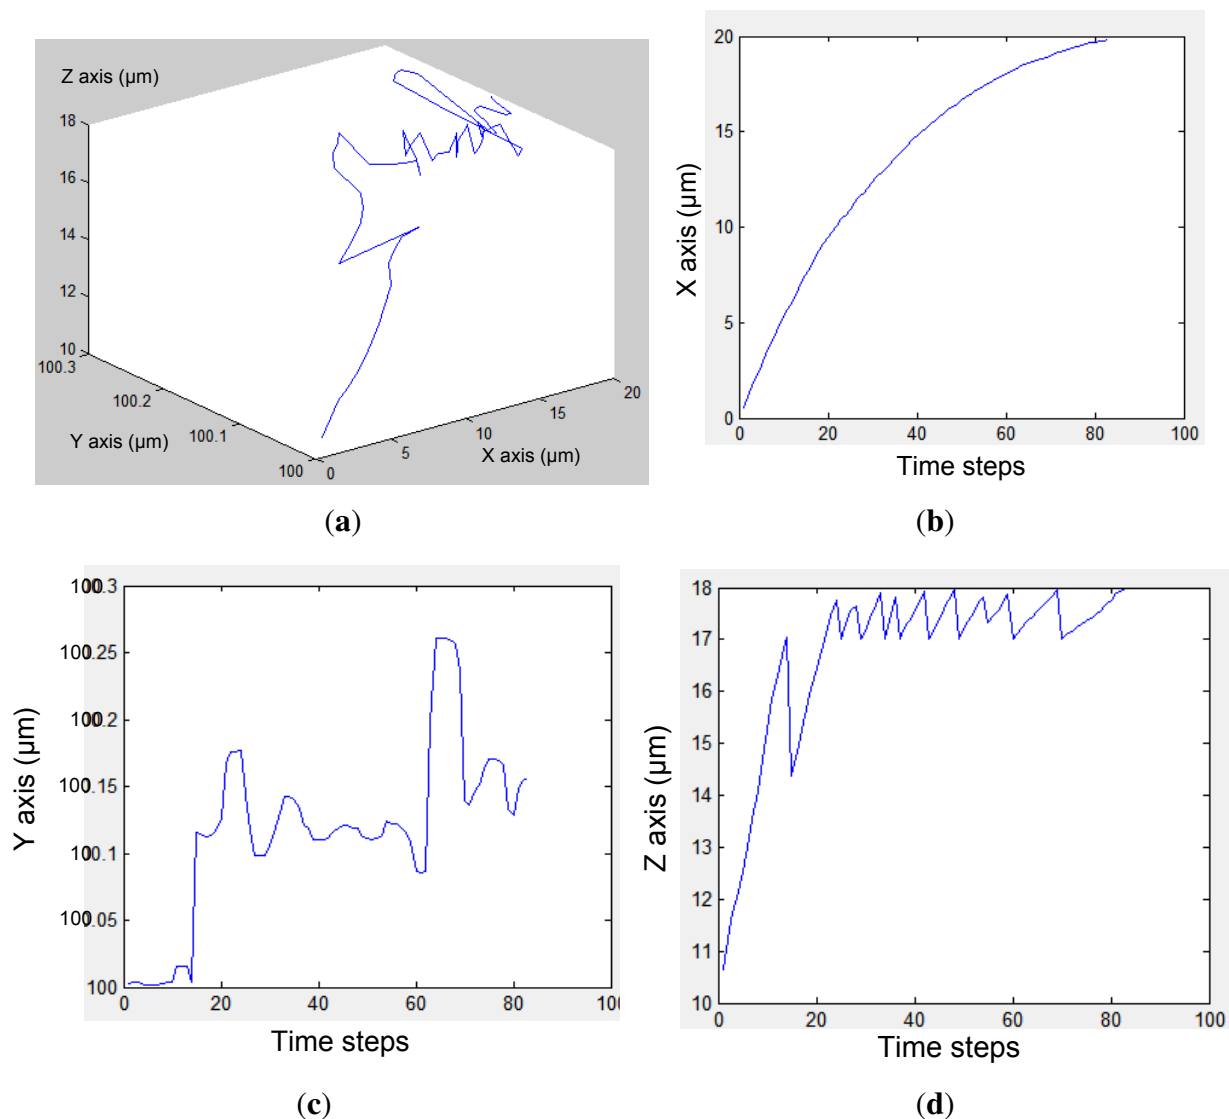 Z axis (µm)
18
16
14
12
10
100.3
100.2
100.1
100
Y axis (µm)
0
5
10
15
20
X axis (µm)
(a)
20
15
10
5
0
0 20 40 60 80 100
X axis (µm)
Time steps
(b)
100.3
100.25
100.2
100.15
100.1
100.05
100
0 20 40 60 80 100
Y axis (µm)
Time steps
(c)
18
17
16
15
14
13
12
11
10
0 20 40 60 80 100
Z axis (µm)
Time steps
(d)